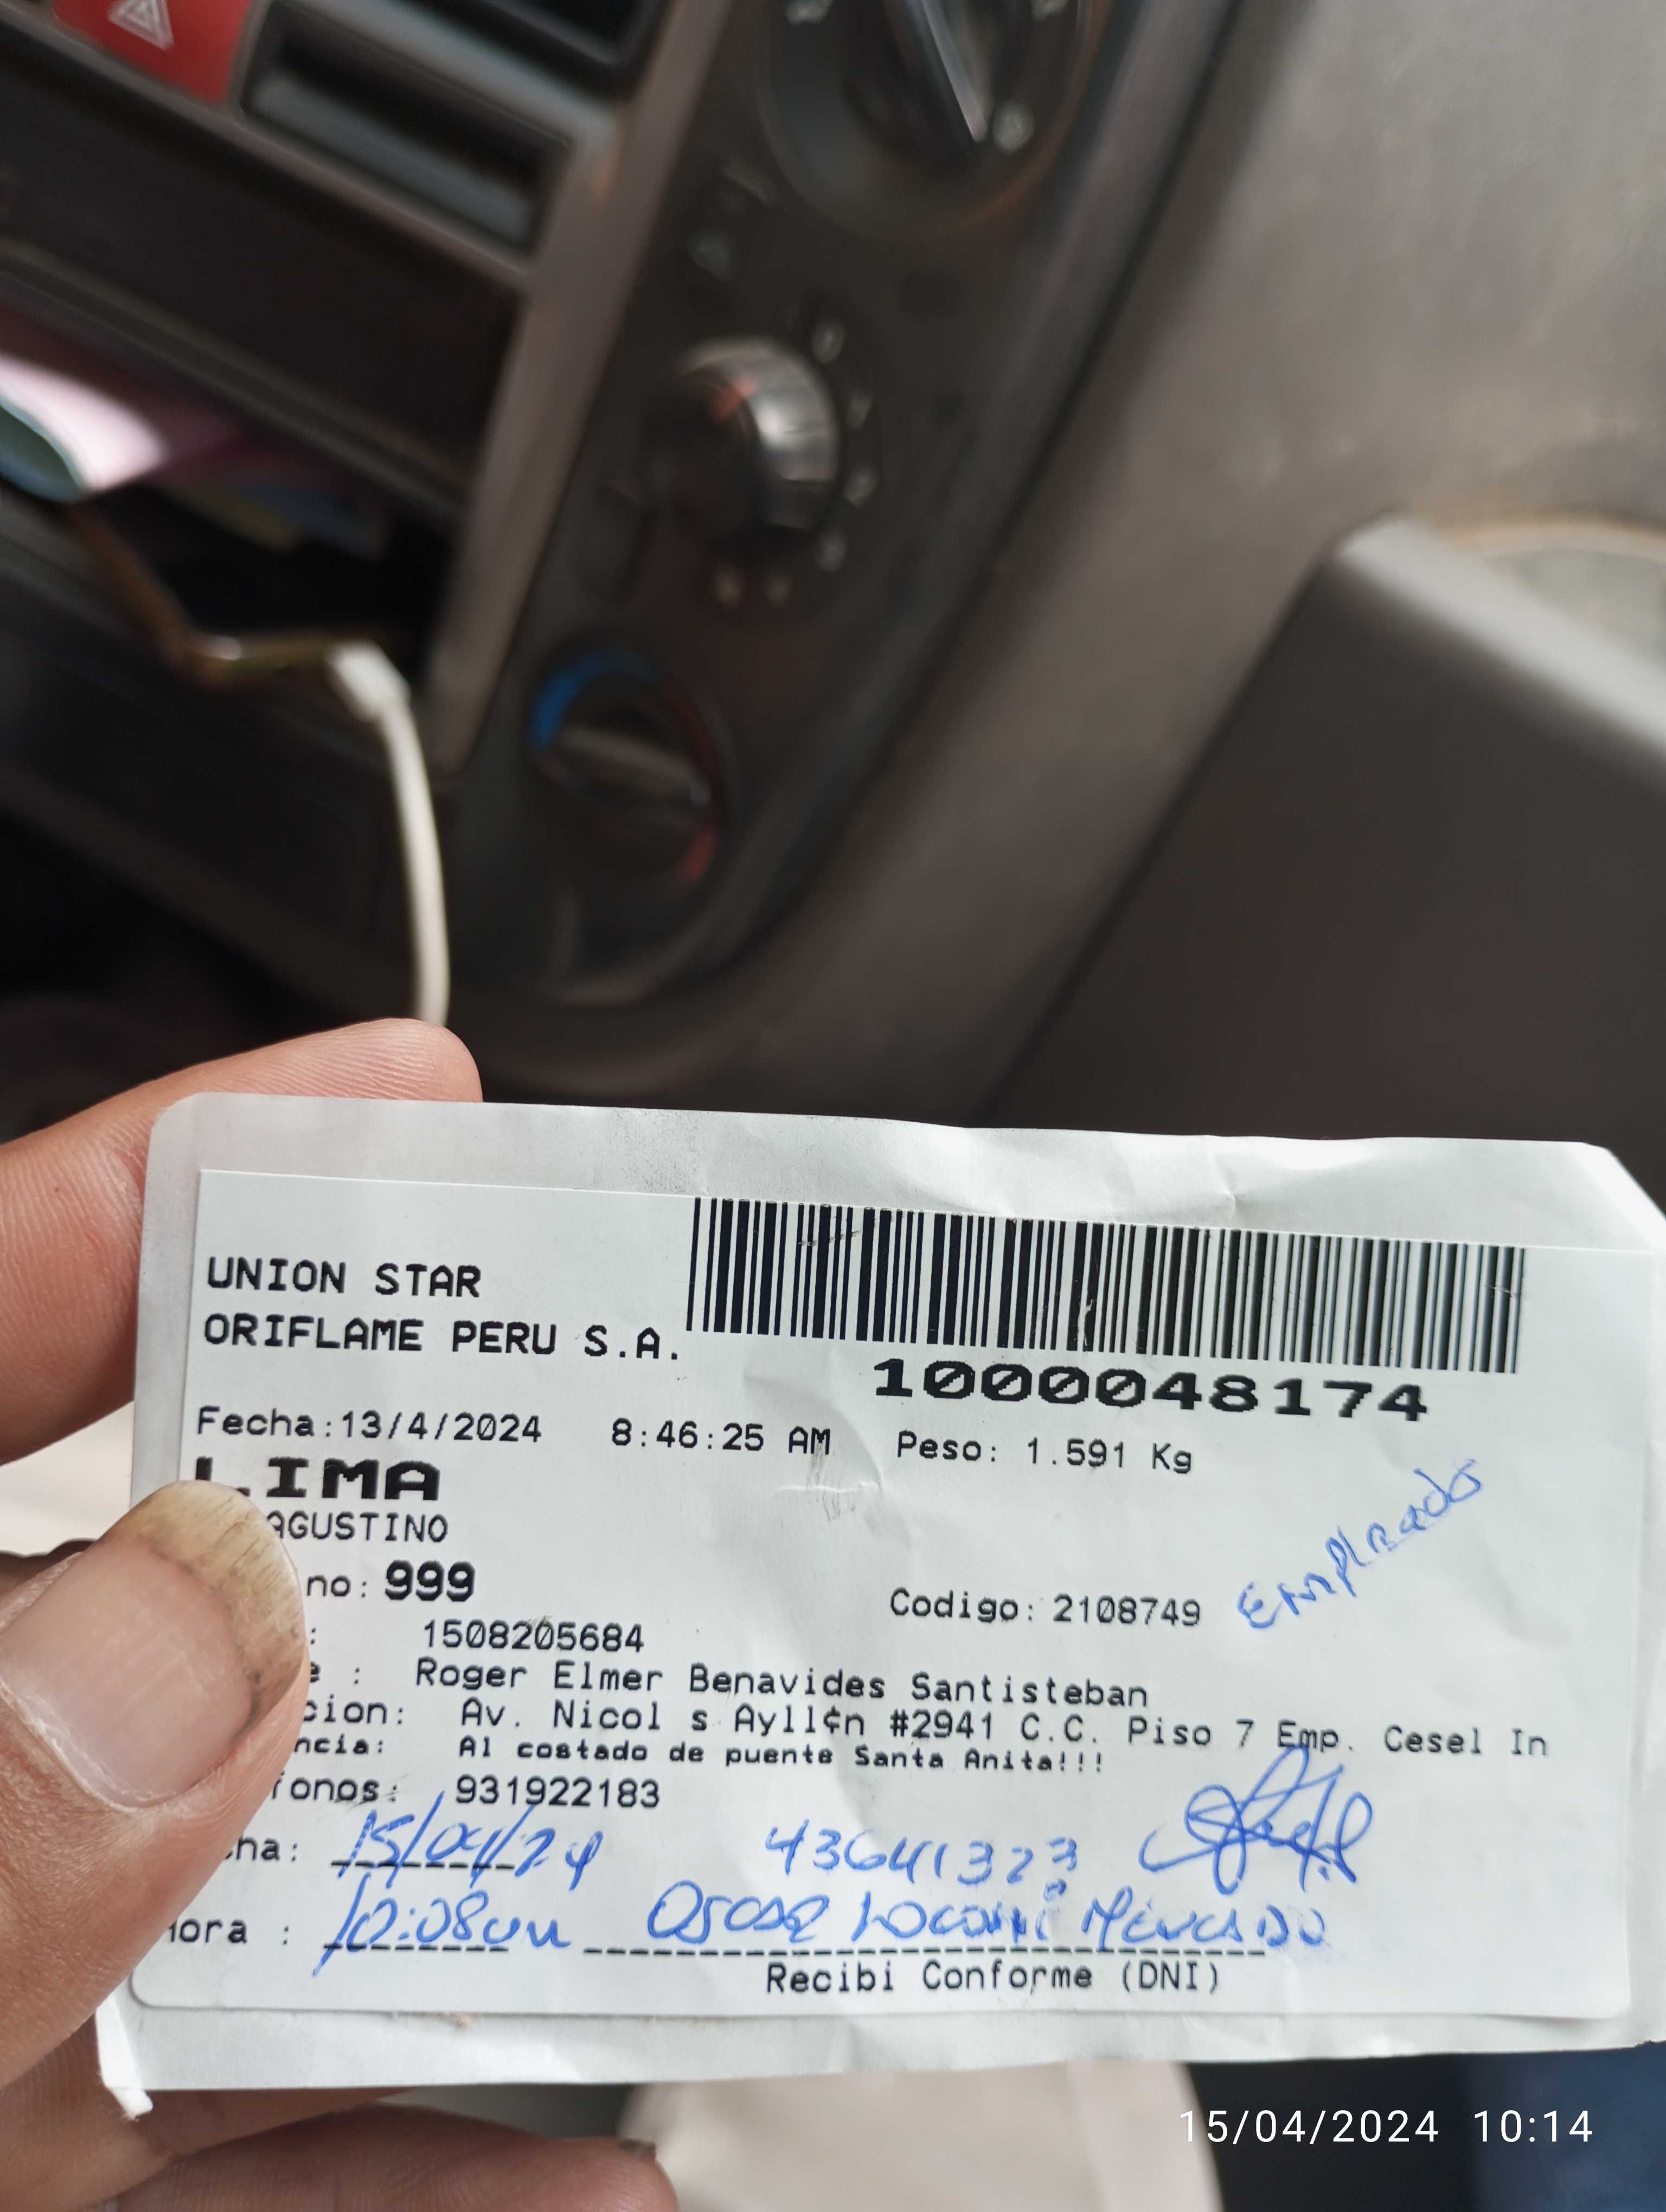 UNION STAR
ORIFLAME PERU S.A.
1000048174
Fecha:13/4/2024 8:46:25 AM Peso: 1.591 Kg
LIMA
AGUSTINO
no: 999
Codigo: 2108749 Empleado
: 1508205684
e : Roger Elmer Benavides Santisteban
cion: Av. Nicol s Ayll¢n #2941 C.C. Piso 7 Emp. Cesel In
ncia: Al costado de puente Santa Anita!!!
fonos: 931922183
ha: 15/04/24 43641323
Hora : 10:08am
Recibi Conforme (DNI)
15/04/2024 10:14